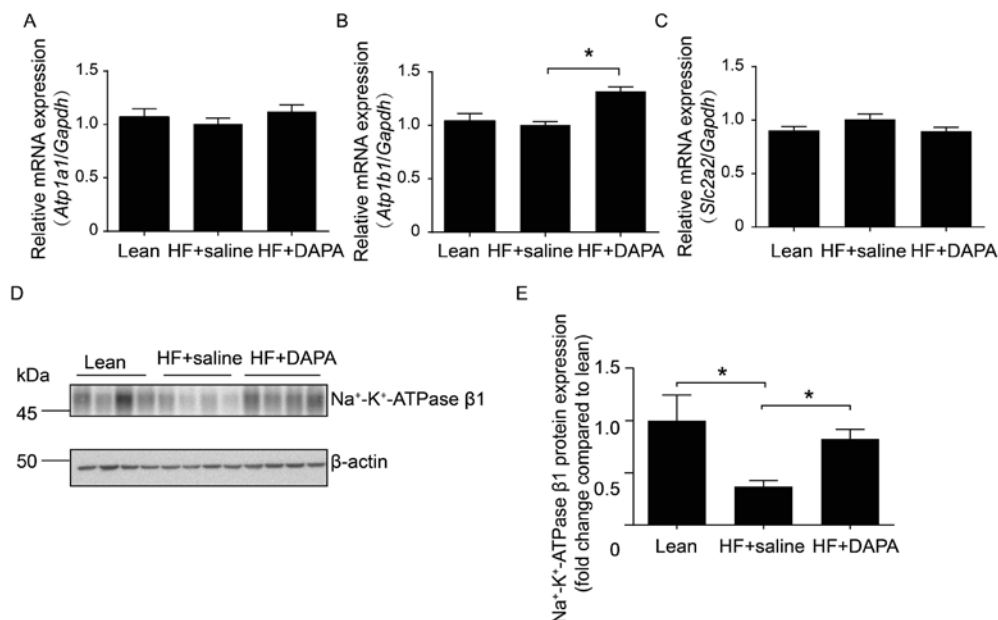 A
Relative mRNA expression
(Atp1a1/Gapdh)
1.5
1.0
0.5
0
Lean HF+saline HF+DAPA
B
Relative mRNA expression
(Atp1b1/Gapdh)
1.5
1.0
0.5
0
*
Lean HF+saline HF+DAPA
C
Relative mRNA expression
(Slc2a2/Gapdh)
1.5
1.0
0.5
0
Lean HF+saline HF+DAPA
D
Lean HF+saline HF+DAPA
kDa
45
Na⁺-K⁺-ATPase β1
50
β-actin
E
Na⁺-K⁺-ATPase β1 protein expression
(fold change compared to lean)
1.0
0.5
0
*
*
Lean HF+saline HF+DAPA